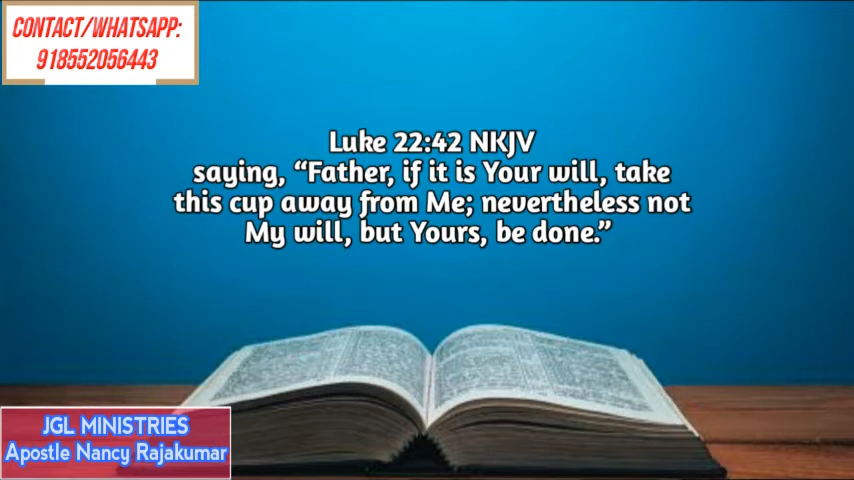 CONTACT/WHATSAPP:
918552056443
Luke 22:42 NKJV
saying, “Father, if it is Your will, take
this cup away from Me; nevertheless not
My will, but Yours, be done.”
JGL MINISTRIES
Apostle Nancy Rajakumar